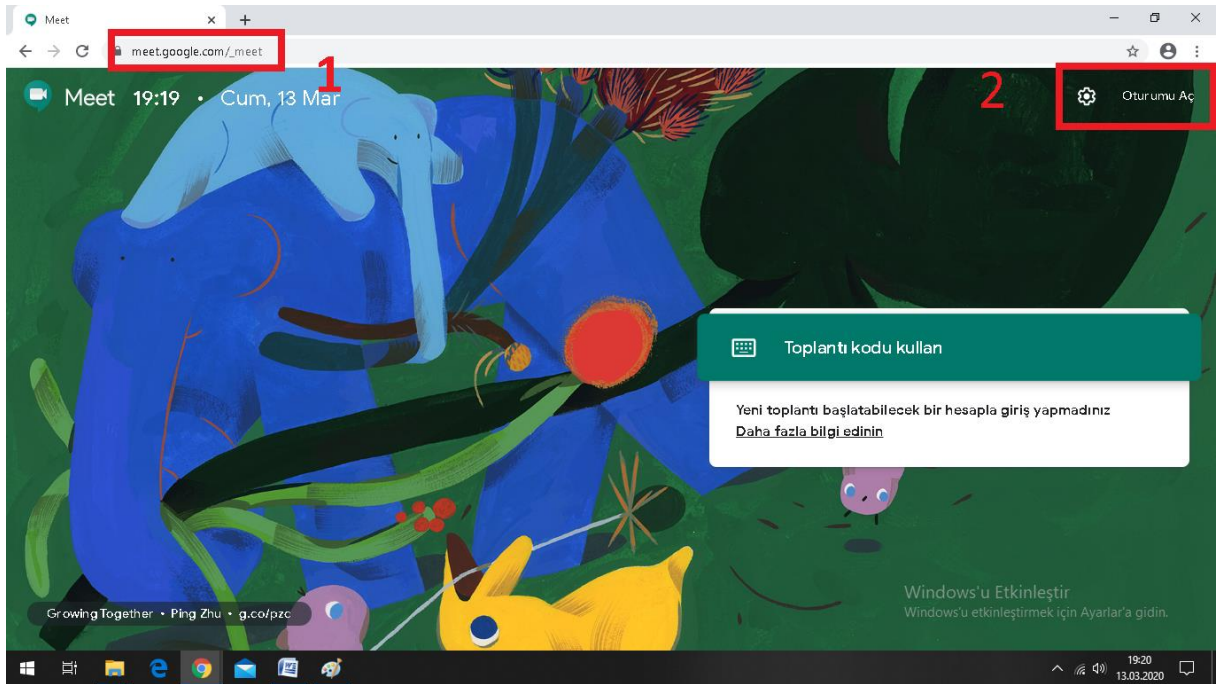 Meet
meet.google.com/_meet
1
Meet 19:19 • Cum, 13 Mar
2
Oturumu Aç
Toplantı kodu kullan
Yeni toplantı başlatabilecek bir hesapla giriş yapmadınız
Daha fazla bilgi edinin
Growing Together • Ping Zhu • g.co/pzc
Windows'u Etkinleştir
Windows'u etkinleştirmek için Ayarlar'a gidin.
19:20
13.03.2020